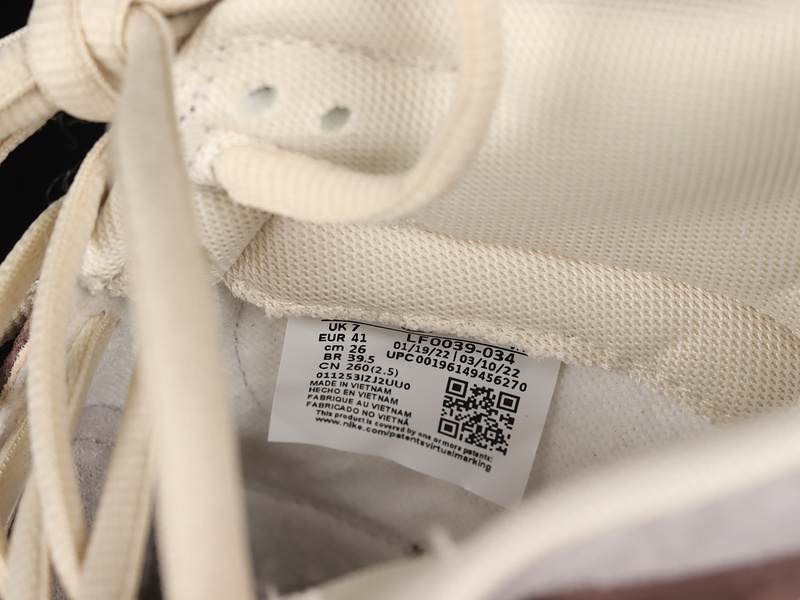 UK 7
EUR 41
cm 26
BR 39.5
CN 260(2.5)
011253IZJ2UU0
MADE IN VIETNAM
HECHO EN VIETNAM
FABRIQUE AU VIETNAM
FABRICADO NO VIETNÃ
This product is covered by one or more patents:
www.nike.com/patentsvirtualmarking
LF0039-034
01/19/22 | 03/10/22
UPC 00196149456270